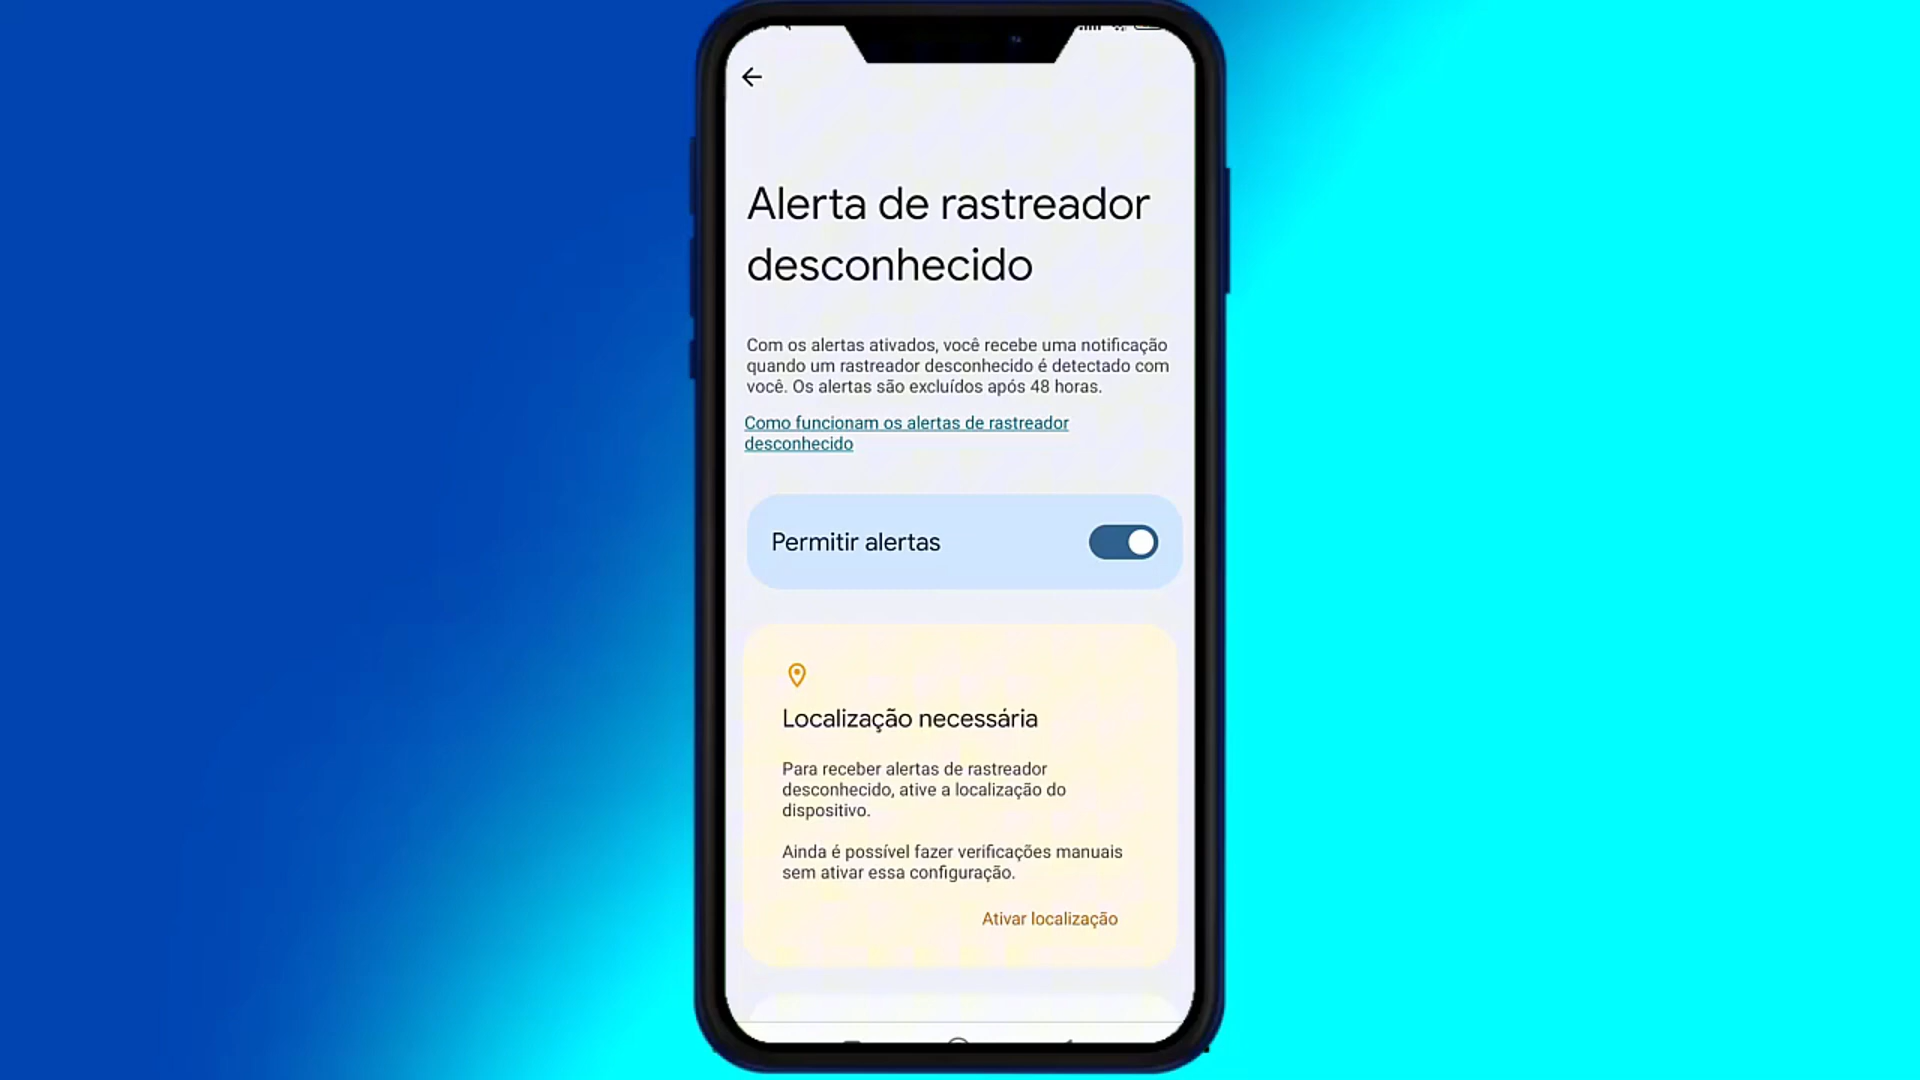 Alerta de rastreador
desconhecido
Com os alertas ativados, você recebe uma notificação
quando um rastreador desconhecido é detectado com
você. Os alertas são excluídos após 48 horas.
Como funcionam os alertas de rastreador
desconhecido
Permitir alertas
Localização necessária
Para receber alertas de rastreador
desconhecido, ative a localização do
dispositivo.
Ainda é possível fazer verificações manuais
sem ativar essa configuração.
Ativar localização